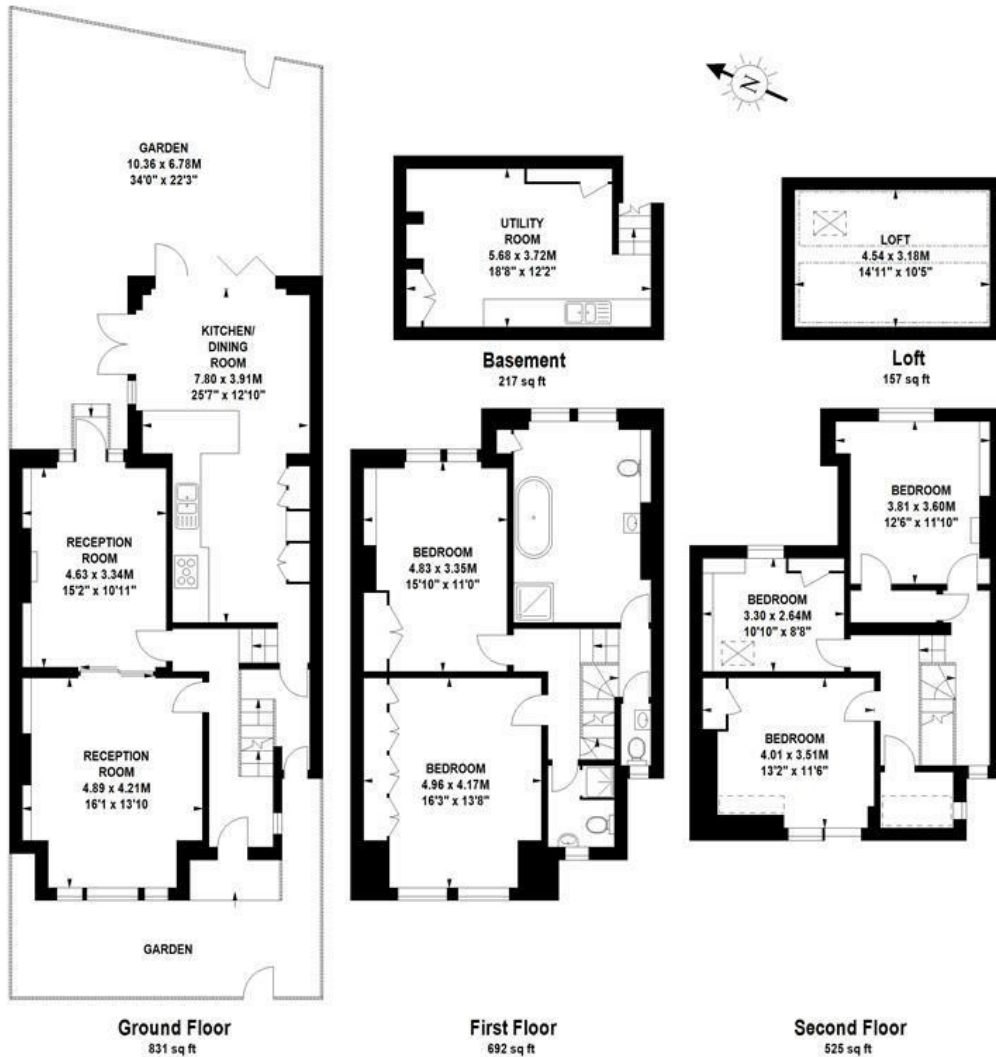 GARDEN
10.36 x 6.78M
34'0" x 22'3"
N
KITCHEN/
DINING
ROOM
7.80 x 3.91M
25'7" x 12'10"
RECEPTION
ROOM
4.63 x 3.34M
15'2" x 10'11"
RECEPTION
ROOM
4.89 x 4.21M
16'1 x 13'10
GARDEN
Ground Floor
831 sq ft
UTILITY
ROOM
5.68 x 3.72M
18'8" x 12'2"
Basement
217 sq ft
LOFT
4.54 x 3.18M
14'11" x 10'5"
Loft
157 sq ft
BEDROOM
4.83 x 3.35M
15'10" x 11'0"
BEDROOM
4.96 x 4.17M
16'3" x 13'8"
First Floor
692 sq ft
BEDROOM
3.81 x 3.60M
12'6" x 11'10"
BEDROOM
3.30 x 2.64M
10'10" x 8'8"
BEDROOM
4.01 x 3.51M
13'2" x 11'6"
Second Floor
525 sq ft